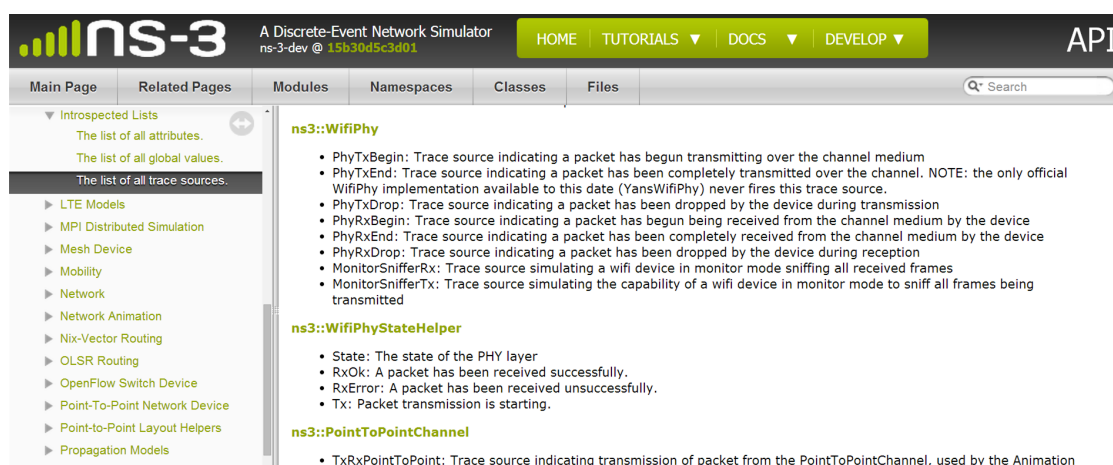 ns-3
A Discrete-Event Network Simulator
ns-3-dev @ 15b30d5c3d01
HOME
TUTORIALS ▼
DOCS ▼
DEVELOP ▼
API
Main Page
Related Pages
Modules
Namespaces
Classes
Files
Search
Introspected Lists
The list of all attributes.
The list of all global values.
The list of all trace sources.
LTE Models
MPI Distributed Simulation
Mesh Device
Mobility
Network
Network Animation
Nix-Vector Routing
OLSR Routing
OpenFlow Switch Device
Point-To-Point Network Device
Point-to-Point Layout Helpers
Propagation Models
ns3::WifiPhy
• PhyTxBegin: Trace source indicating a packet has begun transmitting over the channel medium
• PhyTxEnd: Trace source indicating a packet has been completely transmitted over the channel. NOTE: the only official
WifiPhy implementation available to this date (YansWifiPhy) never fires this trace source.
• PhyTxDrop: Trace source indicating a packet has been dropped by the device during transmission
• PhyRxBegin: Trace source indicating a packet has begun being received from the channel medium by the device
• PhyRxEnd: Trace source indicating a packet has been completely received from the channel medium by the device
• PhyRxDrop: Trace source indicating a packet has been dropped by the device during reception
• MonitorSnifferRx: Trace source simulating a wifi device in monitor mode sniffing all received frames
• MonitorSnifferTx: Trace source simulating the capability of a wifi device in monitor mode to sniff all frames being
transmitted
ns3::WifiPhyStateHelper
• State: The state of the PHY layer
• RxOk: A packet has been received successfully.
• RxError: A packet has been received unsuccessfully.
• Tx: Packet transmission is starting.
ns3::PointToPointChannel
• TxRxPointToPoint: Trace source indicating transmission of packet from the PointToPointChannel, used by the Animation